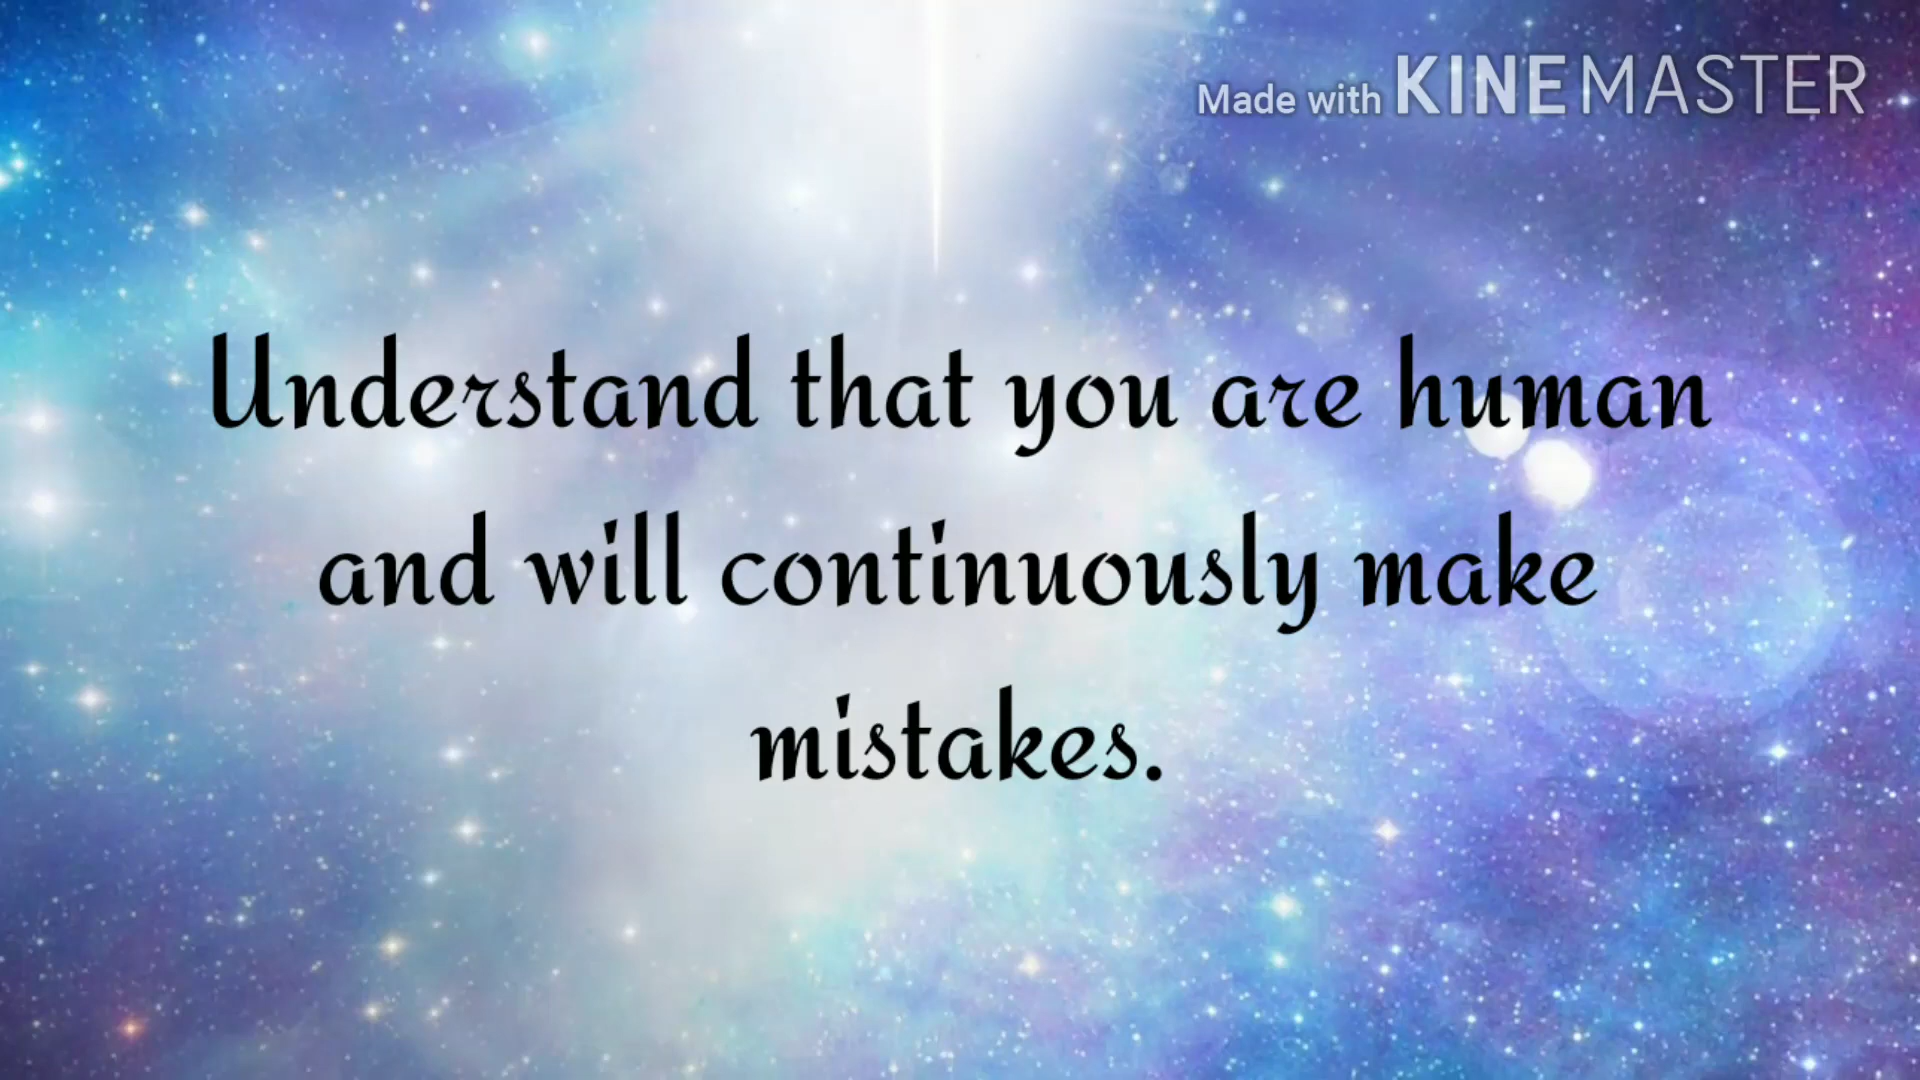 Made with KINEMASTER
Understand that you are human
and will continuously make
mistakes.